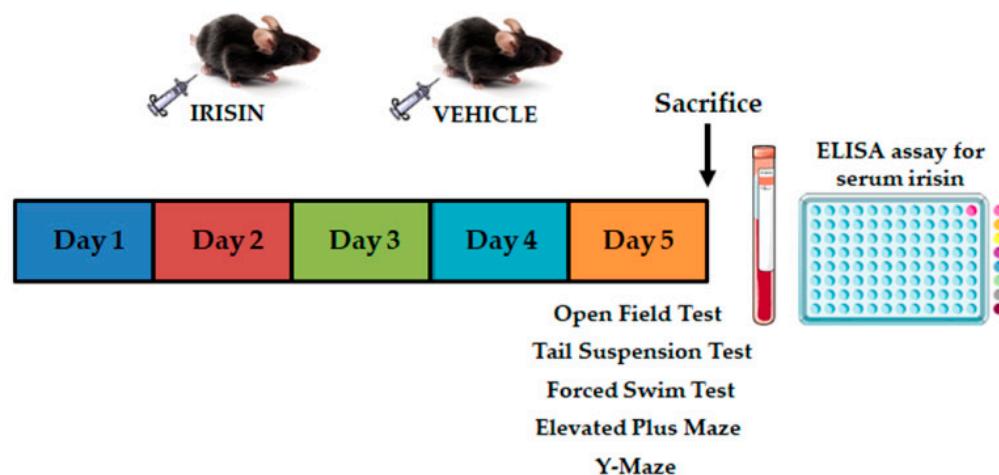 IRISIN
VEHICLE
Sacrifice
ELISA assay for
serum irisin
Day 1
Day 2
Day 3
Day 4
Day 5
Open Field Test
Tail Suspension Test
Forced Swim Test
Elevated Plus Maze
Y-Maze